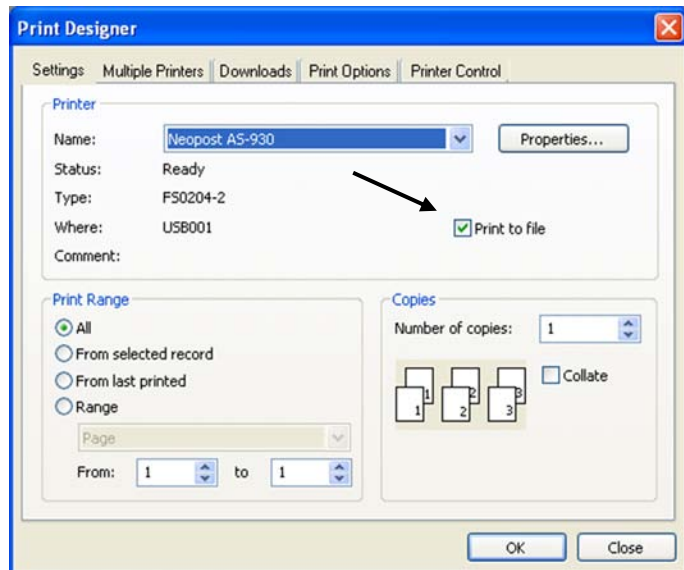 Print Designer
Settings Multiple Printers Downloads Print Options Printer Control
Printer
Name: Neopost AS-930 Properties...
Status: Ready
Type: FS0204-2
Where: USB001 Print to file
Comment:
Print Range
All
From selected record
From last printed
Range
Page
From: 1 to 1
Copies
Number of copies: 1
1 1 2 2 3 3
Collate
OK Close